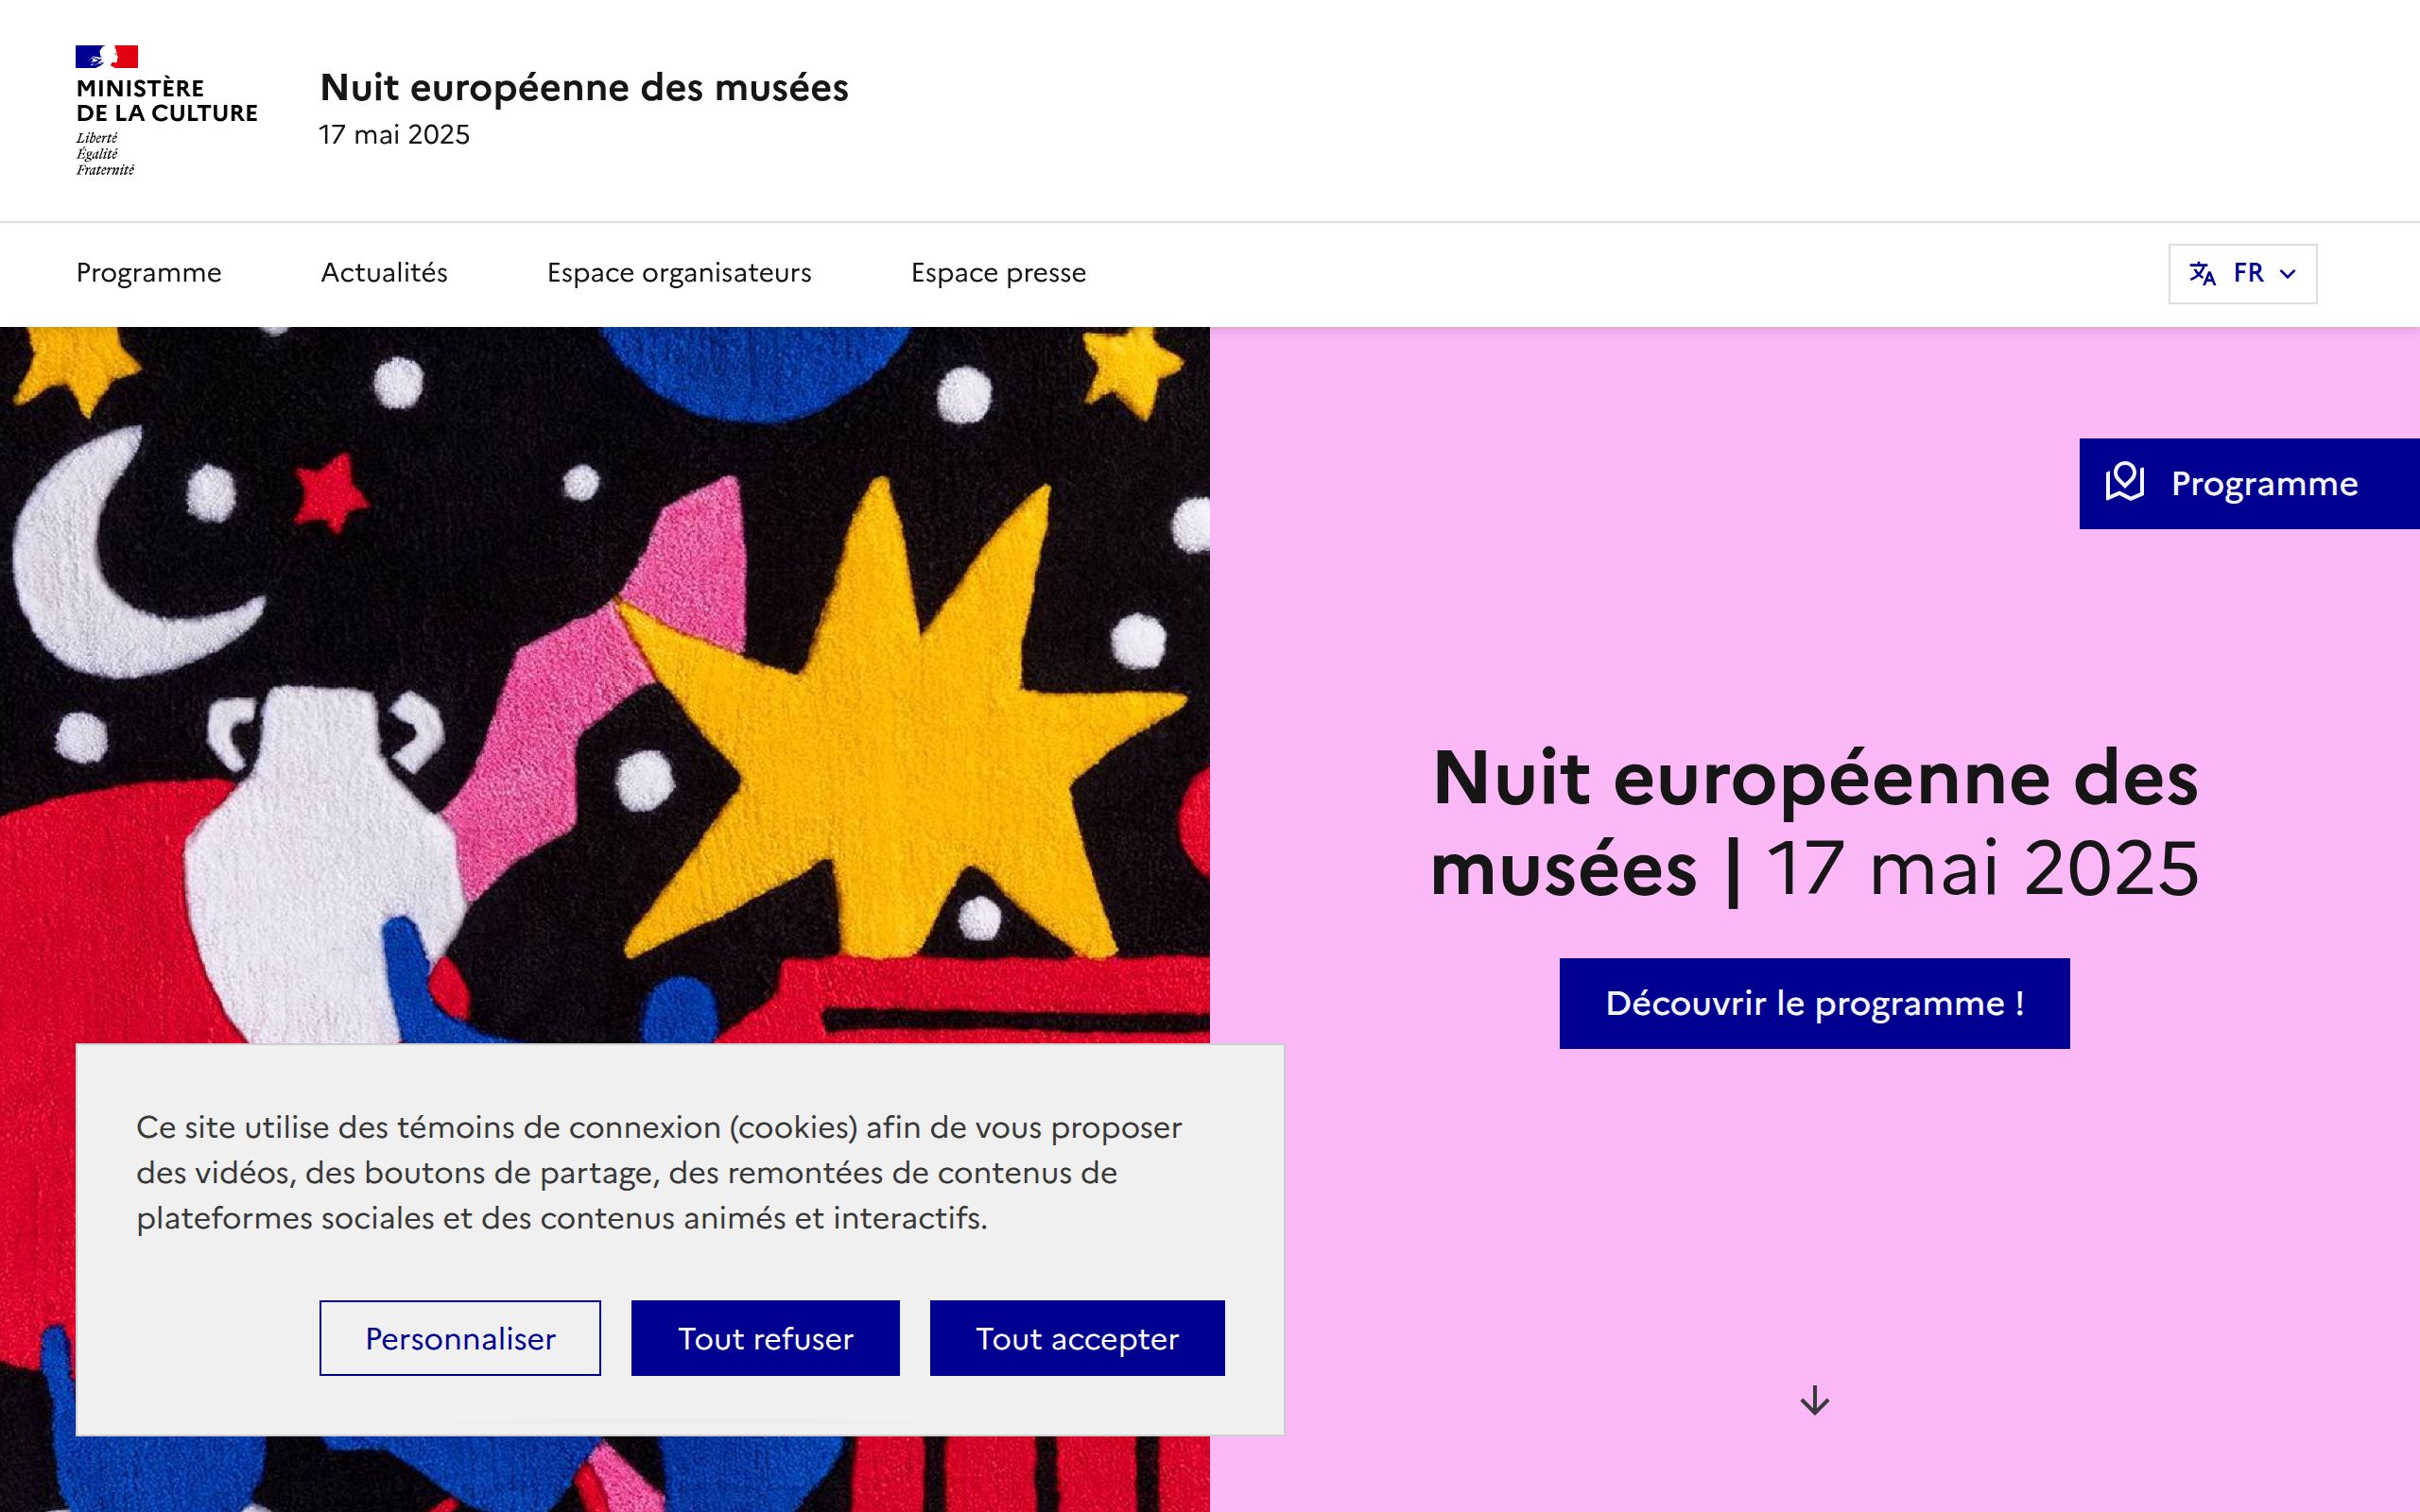 MINISTÈRE
DE LA CULTURE
Liberté
Égalité
Fraternité
Nuit européenne des musées
17 mai 2025
Programme
Actualités
Espace organisateurs
Espace presse
FR
Programme
Nuit européenne des
musées | 17 mai 2025
Découvrir le programme !
Ce site utilise des témoins de connexion (cookies) afin de vous proposer
des vidéos, des boutons de partage, des remontées de contenus de
plateformes sociales et des contenus animés et interactifs.
Personnaliser
Tout refuser
Tout accepter